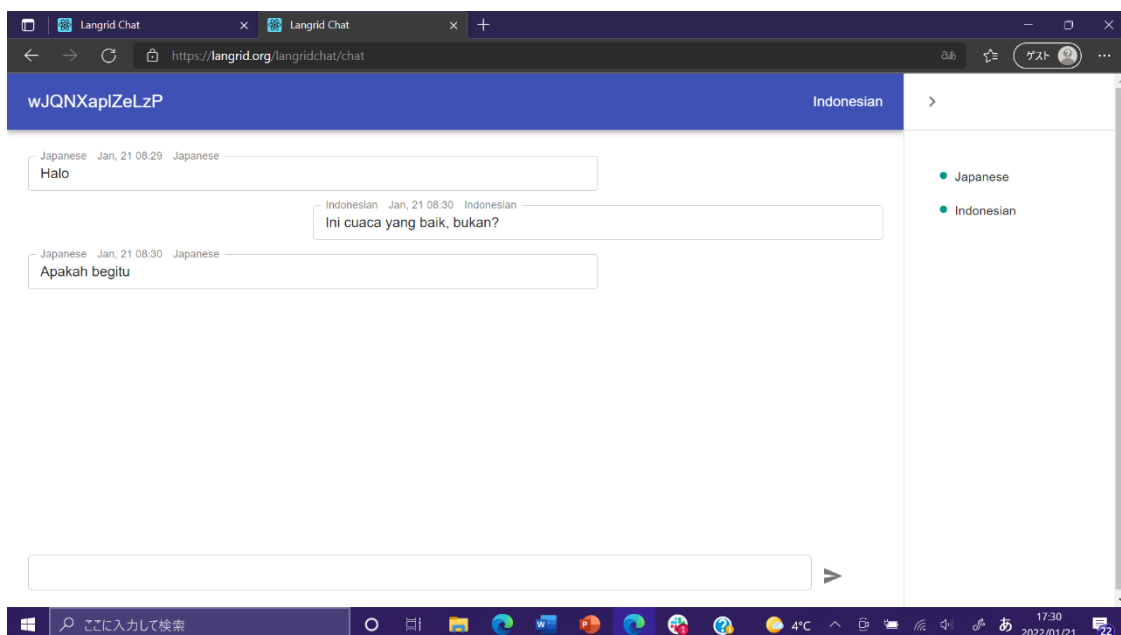 Langrid Chat
Langrid Chat
https://langrid.org/langridchat/chat
aあ
ゲスト
wJQNXaplZeLzP
Indonesian
Japanese Jan, 21 08:29 Japanese
Halo
Japanese
Indonesian Jan, 21 08:30 Indonesian
Ini cuaca yang baik, bukan?
Indonesian
Japanese Jan, 21 08:30 Japanese
Apakah begitu
ここに入力して検索
4°C
あ
17:30
2022/01/21
22